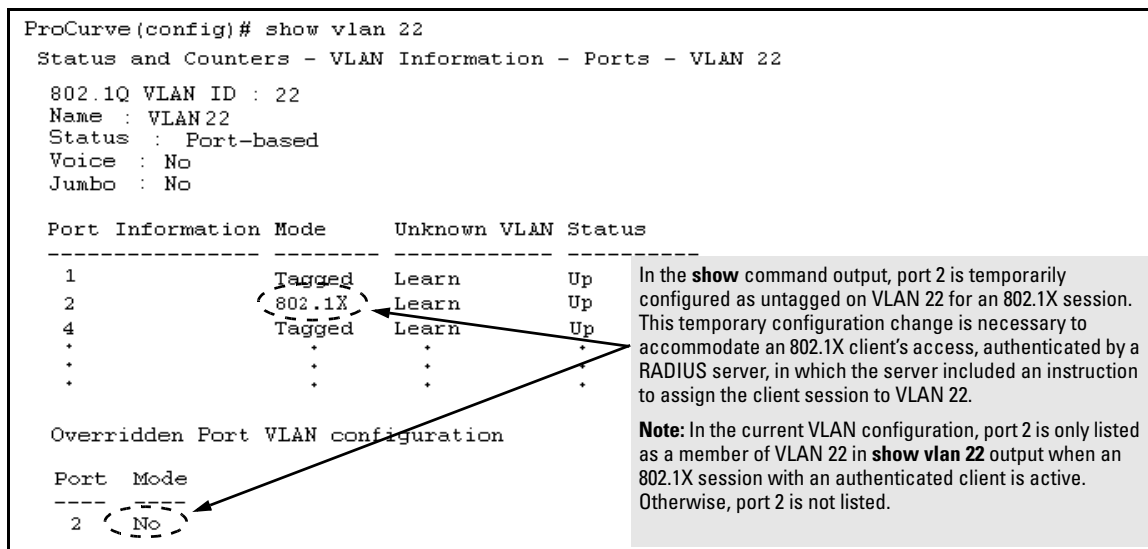 ProCurve(config)# show vlan 22
Status and Counters - VLAN Information - Ports - VLAN 22
802.1Q VLAN ID : 22
Name : VLAN22
Status : Port-based
Voice : No
Jumbo : No
Port Information Mode Unknown VLAN Status
---------------- -------- ------------ ----------
1 Tagged Learn Up
2 802.1X Learn Up
4 Tagged Learn Up
Overridden Port VLAN configuration
Port Mode
---- ----
2 No
In the show command output, port 2 is temporarily
configured as untagged on VLAN 22 for an 802.1X session.
This temporary configuration change is necessary to
accommodate an 802.1X client's access, authenticated by a
RADIUS server, in which the server included an instruction
to assign the client session to VLAN 22.
Note: In the current VLAN configuration, port 2 is only listed
as a member of VLAN 22 in show vlan 22 output when an
802.1X session with an authenticated client is active.
Otherwise, port 2 is not listed.